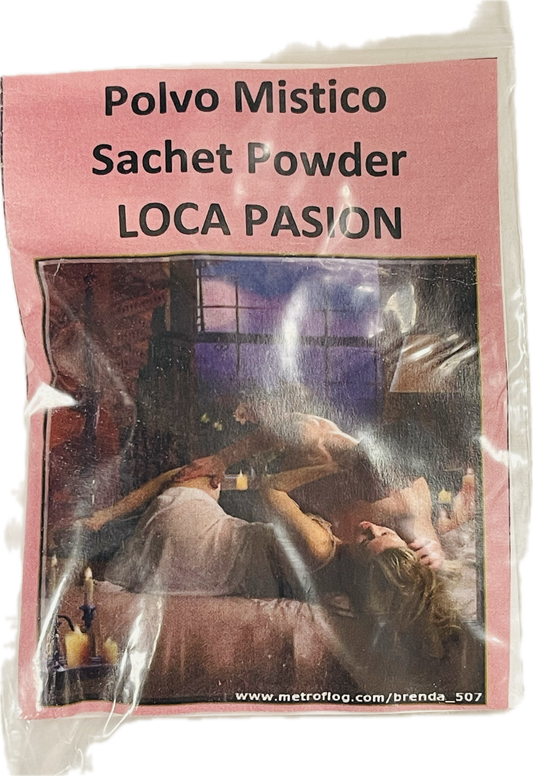 Polvo Mistico
Sachet Powder
LOCA PASION
www.metroflog.com/brenda_507